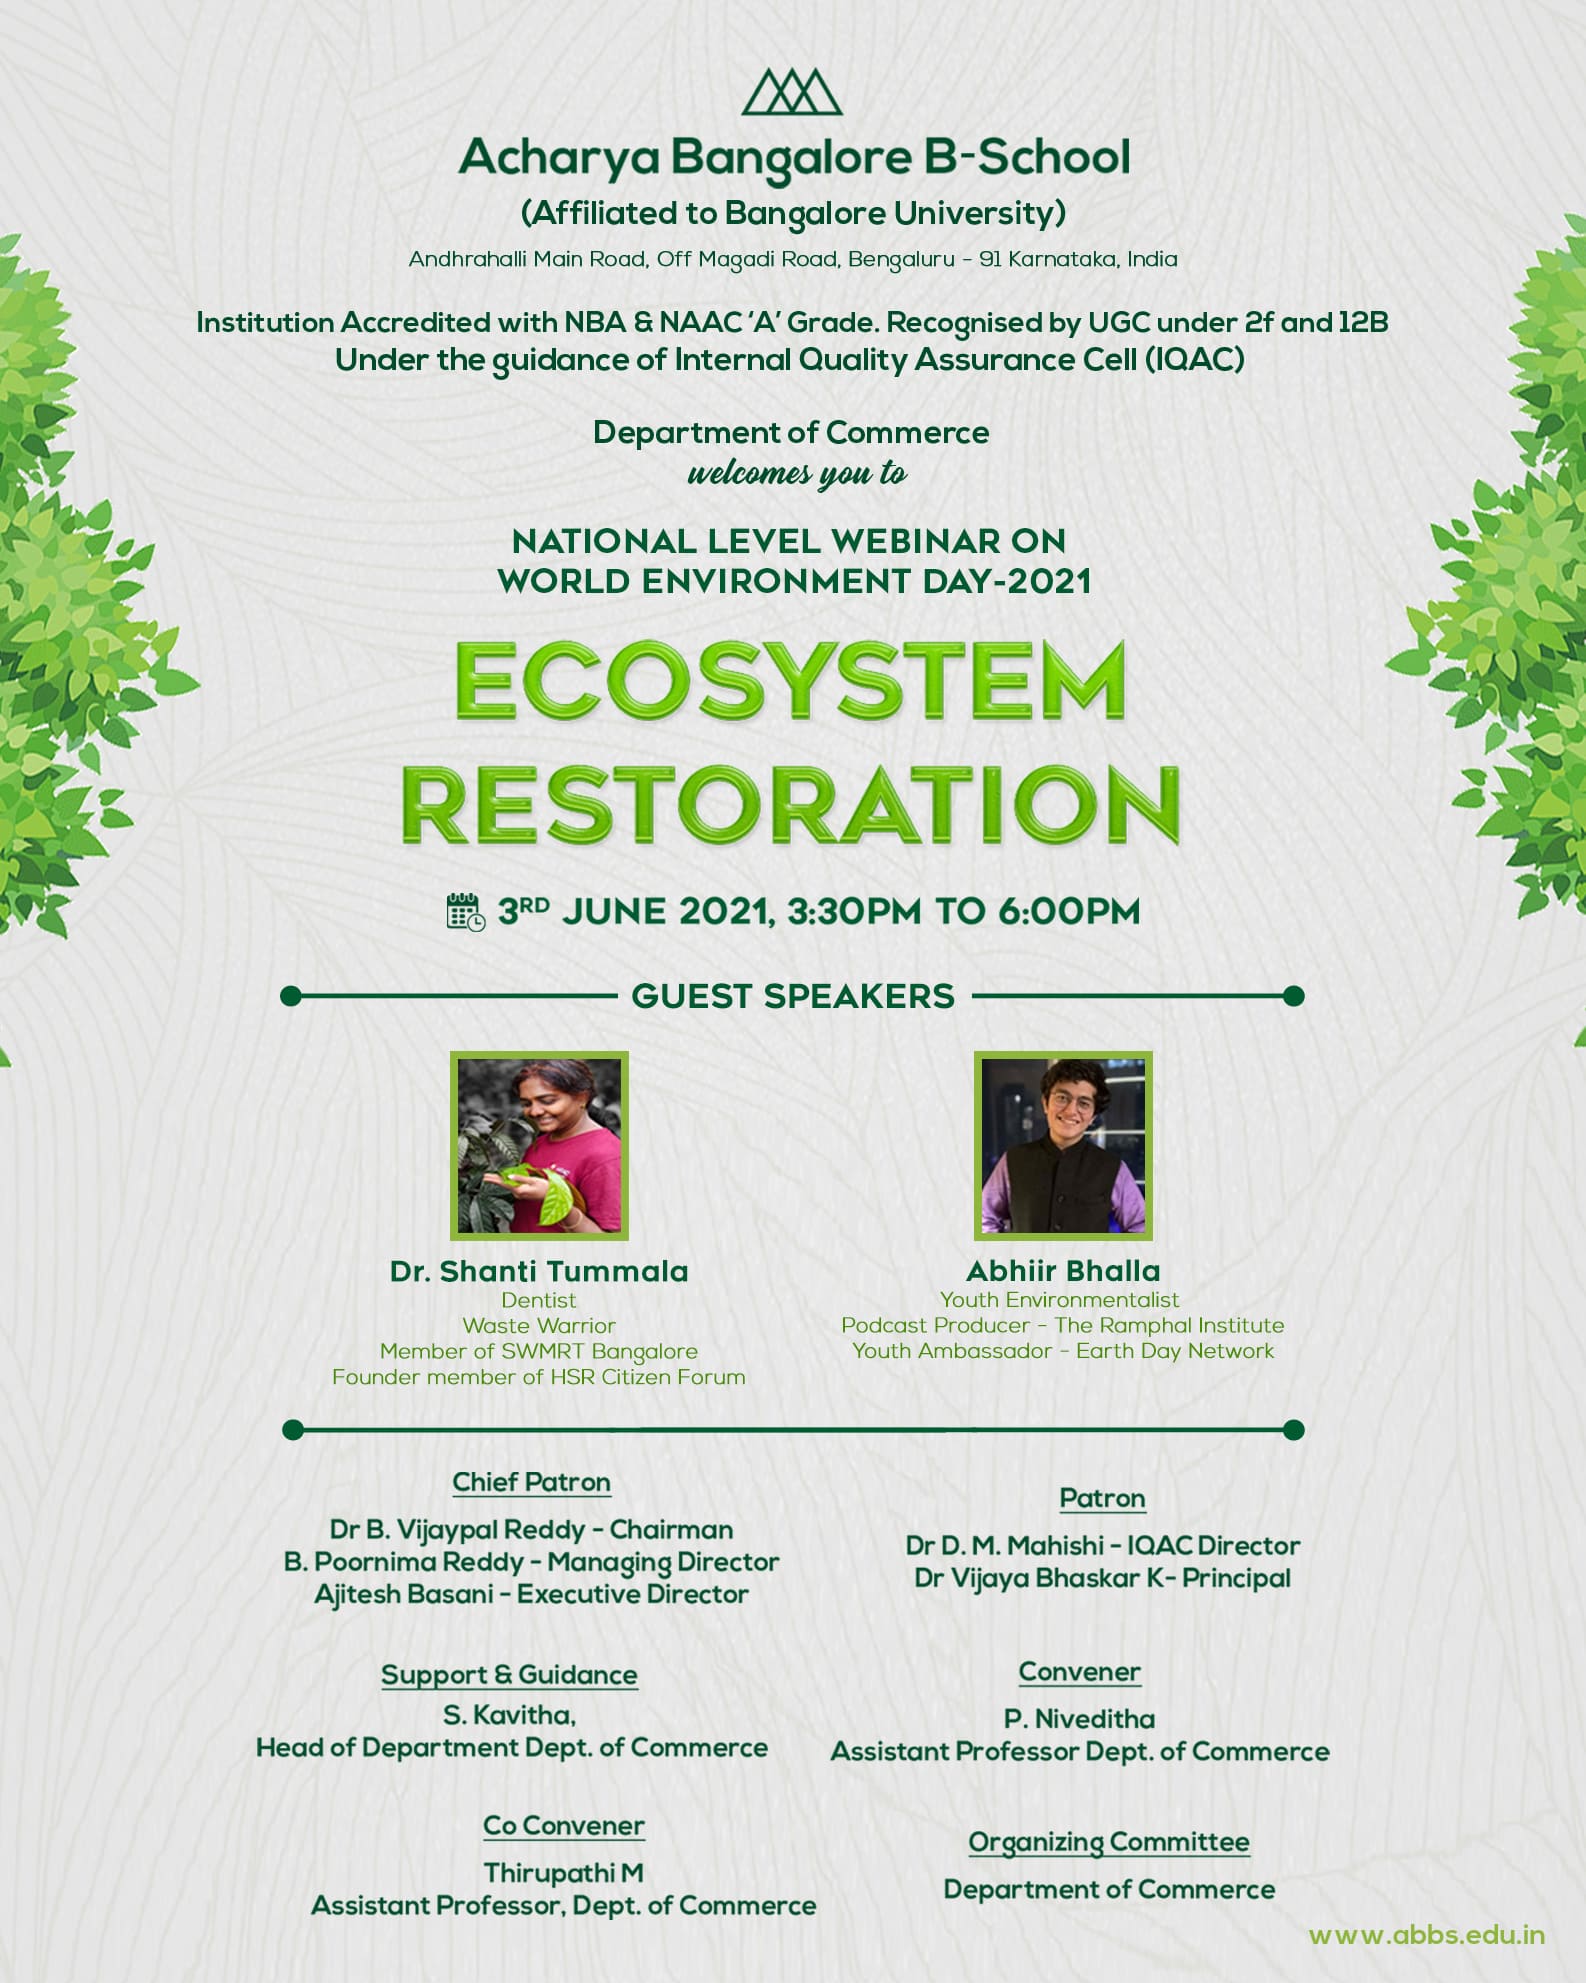 Acharya Bangalore B-School
(Affiliated to Bangalore University)
Andhrahalli Main Road, Off Magadi Road, Bengaluru - 91 Karnataka, India
Institution Accredited with NBA & NAAC ‘A’ Grade. Recognised by UGC under 2f and 12B
Under the guidance of Internal Quality Assurance Cell (IQAC)
Department of Commerce
welcomes you to
NATIONAL LEVEL WEBINAR ON
WORLD ENVIRONMENT DAY-2021
ECOSYSTEM
RESTORATION
3RD JUNE 2021, 3:30PM TO 6:00PM
GUEST SPEAKERS
Dr. Shanti Tummala
Dentist
Waste Warrior
Member of SWMRT Bangalore
Founder member of HSR Citizen Forum
Abhiir Bhalla
Youth Environmentalist
Podcast Producer - The Ramphal Institute
Youth Ambassador - Earth Day Network
Chief Patron
Dr B. Vijaypal Reddy - Chairman
B. Poornima Reddy - Managing Director
Ajitesh Basani - Executive Director
Patron
Dr D. M. Mahishi - IQAC Director
Dr Vijaya Bhaskar K- Principal
Support & Guidance
S. Kavitha,
Head of Department Dept. of Commerce
Convener
P. Niveditha
Assistant Professor Dept. of Commerce
Co Convener
Thirupathi M
Assistant Professor, Dept. of Commerce
Organizing Committee
Department of Commerce
www.abbs.edu.in